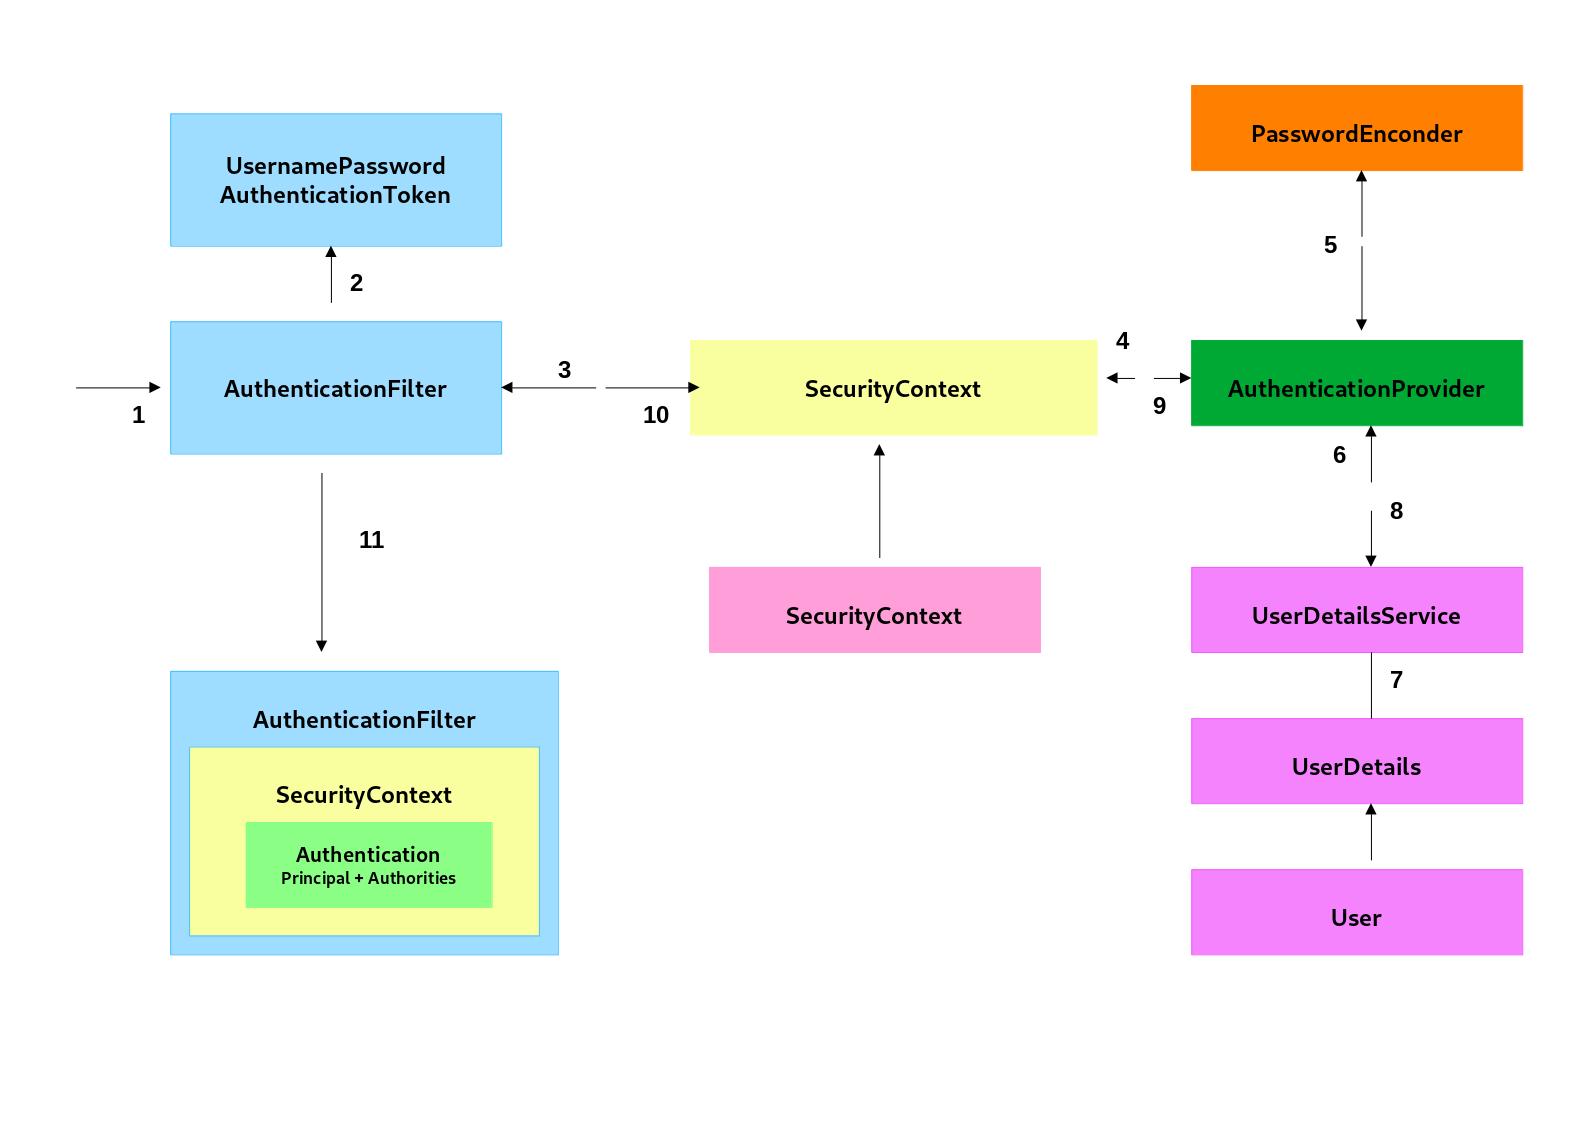 PasswordEnconder
UsernamePassword
AuthenticationToken
5
2
4
3
AuthenticationFilter
SecurityContext
AuthenticationProvider
1
10
9
6
8
11
SecurityContext
UserDetailsService
7
AuthenticationFilter
UserDetails
SecurityContext
Authentication
Principal + Authorities
User